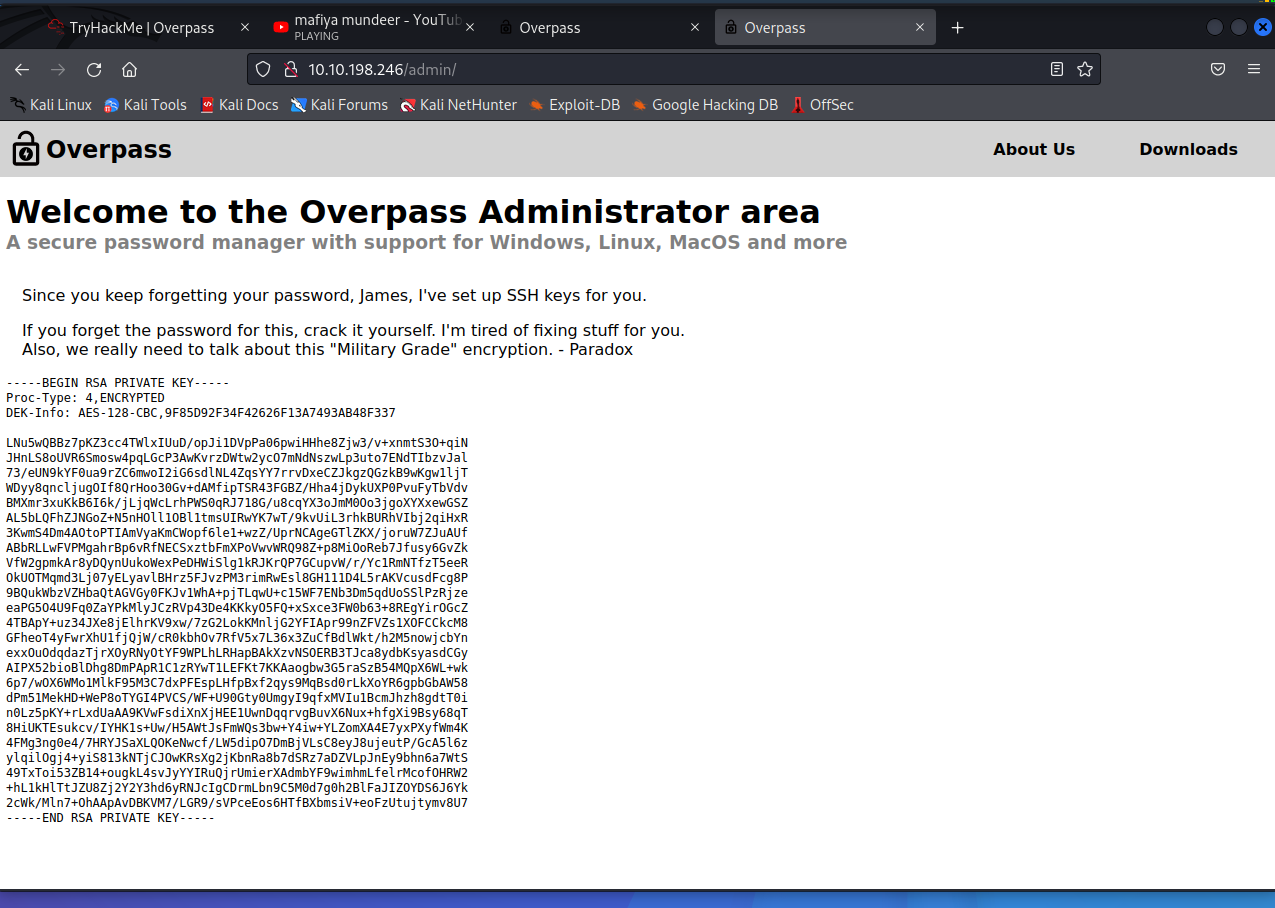 TryHackMe | Overpass
mafiya mundeer - YouTub
PLAYING
Overpass
Overpass
10.10.198.246/admin/
Kali Linux
Kali Tools
Kali Docs
Kali Forums
Kali NetHunter
Exploit-DB
Google Hacking DB
OffSec
Overpass
About Us
Downloads
Welcome to the Overpass Administrator area
A secure password manager with support for Windows, Linux, MacOS and more
Since you keep forgetting your password, James, I've set up SSH keys for you.
If you forget the password for this, crack it yourself. I'm tired of fixing stuff for you.
Also, we really need to talk about this "Military Grade" encryption. - Paradox
-----BEGIN RSA PRIVATE KEY-----
Proc-Type: 4,ENCRYPTED
DEK-Info: AES-128-CBC,9F85D92F34F42626F13A7493AB48F337

LNu5wQBBz7pKZ3cc4TWlxIUuD/opJi1DVpPa06pwiHHhe8Zjw3/v+xnmtS3O+qiN
JHnLS8oUVR6Smosw4pqLGcP3AwKvrzDWtw2ycO7mNdNszwLp3uto7ENdTIbzvJal
73/eUN9kYF0ua9rZC6mwoI2iG6sdlNL4ZqsYY7rrvDxeCZJkgzQGzkB9wKgw1ljT
WDyy8qncljugOIf8QrHoo30Gv+dAMfipTSR43FGBZ/Hha4jDykUXP0PvuFyTbVdv
BMXmr3xuKkB6I6k/jLjqWcLrhPWS0qRJ718G/u8cqYX3oJmM0Oo3jgoXYXxewGSZ
AL5bLQFhZJNGoZ+N5nHOll1OBl1tmsUIRwYK7wT/9kvUiL3rhkBURhVIbj2qiHxR
3KwmS4Dm4AOtoPTIAmVyaKmCWopf6le1+wzZ/UprNCAgeGTlZKX/joruW7ZJuAUf
ABbRLLwFVPMgahrBp6vRfNECSxztbFmXPoVwvWRQ98Z+p8MiOoReb7Jfusy6GvZk
VfW2gpmkAr8yDQynUukoWexPeDHWiSlg1kRJKrQP7GCupvW/r/Yc1RmNTfzT5eeR
OkUOTMqmd3Lj07yELyavlBHrz5FJvzPM3rimRwEsl8GH111D4L5rAKVcusdFcg8P
9BQukWbzVZHbaQtAGVGy0FKJv1WhA+pjTLqwU+c15WF7ENb3Dm5qdUoSSlPzRjze
eaPG5O4U9Fq0ZaYPkMlyJCzRVp43De4KKkyO5FQ+xSxce3FW0b63+8REgYirOGcZ
4TBApY+uz34JXe8jElhrKV9xw/7zG2LokKMnljG2YFIApr99nZFVZs1XOFCCkcM8
GFheoT4yFwrXhU1fjQjW/cR0kbhOv7RfV5x7L36x3ZuCfBdlWkt/h2M5nowjcbYn
exxOuOdqdazTjrXOyRNyOtYF9WPLhLRHapBAkXzvNSOERB3TJca8ydbKsyasdCGy
AIPX52bioBlDhg8DmPApR1C1zRYwT1LEFKt7KKAaogbw3G5raSzB54MQpX6WL+wk
6p7/wOX6WMo1MlkF95M3C7dxPFEspLHfpBxf2qys9MqBsd0rLkXoYR6gpbGbAW58
dPm51MekHD+WeP8oTYGI4PVCS/WF+U90Gty0UmgyI9qfxMVIu1BcmJhzh8gdtT0i
n0Lz5pKY+rLxdUaAA9KVwFsdiXnXjHEE1UwnDqqrvgBuvX6Nux+hfgXi9Bsy68qT
8HiUKTEsukcv/IYHK1s+Uw/H5AWtJsFmWQs3bw+Y4iw+YLZomXA4E7yxPXyfWm4K
4FMg3ng0e4/7HRYJSaXLQOKeNwcf/LW5dipO7DmBjVLsC8eyJ8ujeutP/GcA5l6z
ylqilOgj4+yiS813kNTjCJOwKRsXg2jKbnRa8b7dSRz7aDZVLpJnEy9bhn6a7WtS
49TxToi53ZB14+ougkL4svJyYYIRuQjrUmierXAdmbYF9wimhmLfelrMcofOHRW2
+hL1kHlTtJZU8Zj2Y2Y3hd6yRNJcIgCDrmLbn9C5M0d7g0h2BlFaJIZOYDS6J6Yk
2cWk/Mln7+OhAApAvDBKVM7/LGR9/sVPceEos6HTfBXbmsiV+eoFzUtujtymv8U7
-----END RSA PRIVATE KEY-----